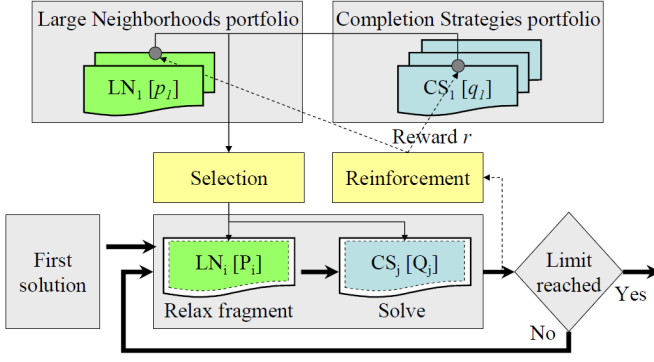 Large Neighborhoods portfolio
Completion Strategies portfolio
LN1 [p1]
CS1 [q1]
Reward r
Selection
Reinforcement
First
solution
LNi [Pi]
CSj [Qj]
Relax fragment
Solve
Limit
reached
Yes
No